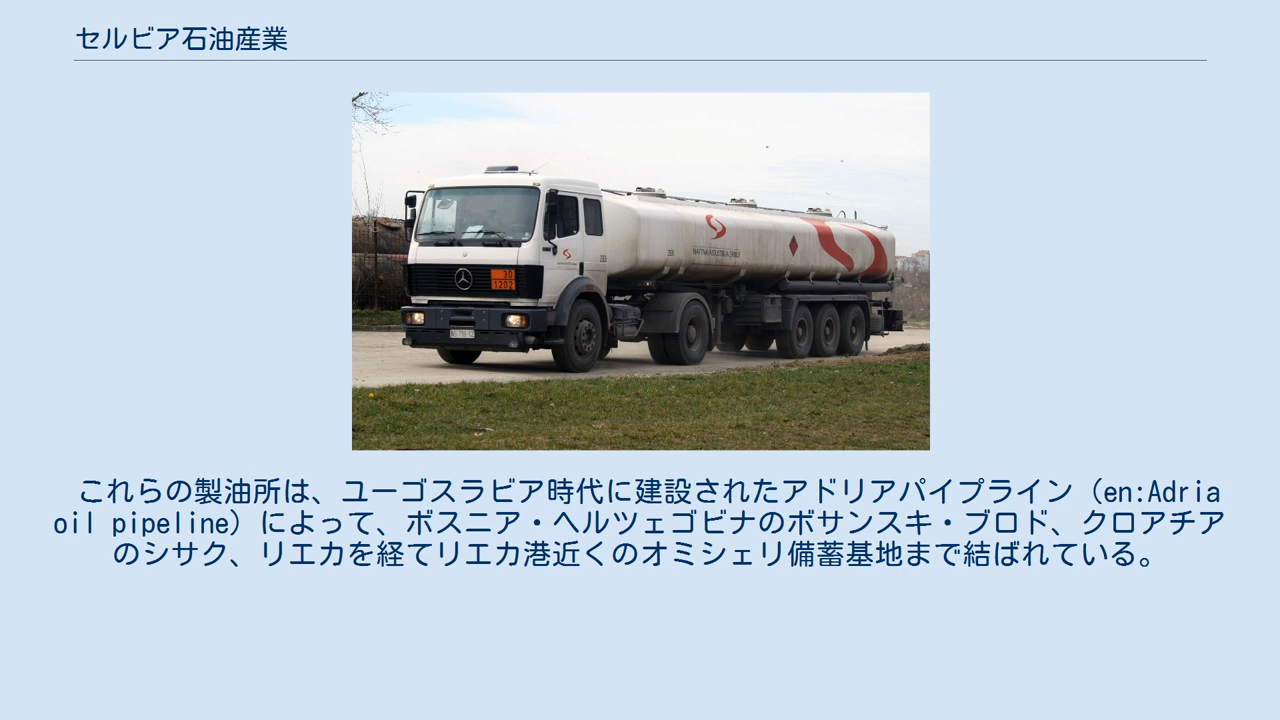 セルビア石油産業
30
1202
NAFTNA INDUSTRIJA SRBIJE
これらの製油所は、ユーゴスラビア時代に建設されたアドリアパイプライン（en:Adria
oil pipeline）によって、ボスニア・ヘルツェゴビナのボサンスキ・ブロド、クロアチア
のシサク、リエカを経てリエカ港近くのオミシェリ備蓄基地まで結ばれている。